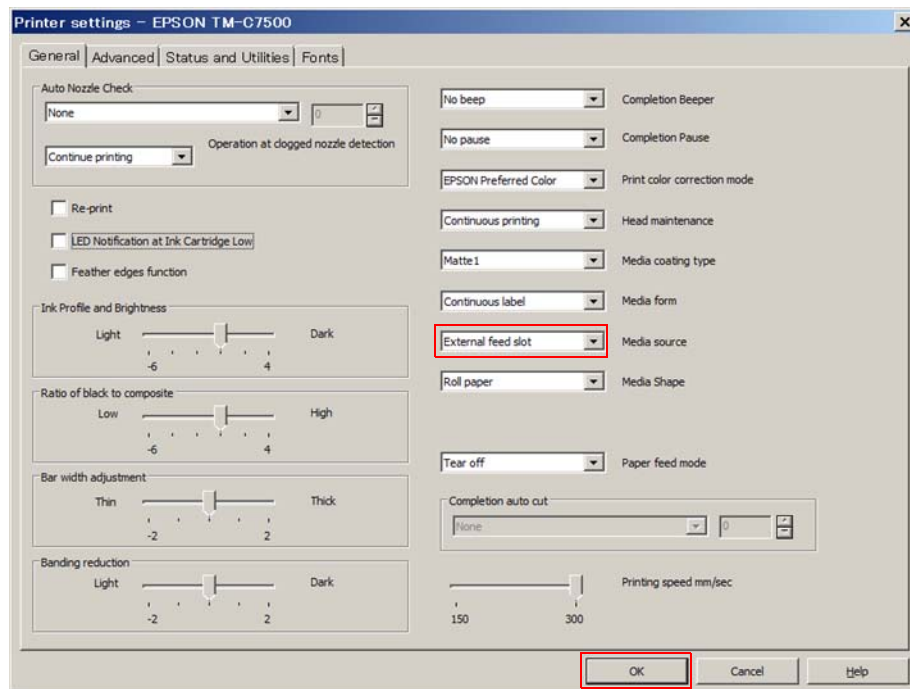 Printer settings - EPSON TM-C7500
General Advanced Status and Utilities Fonts
Auto Nozzle Check
None 0
Operation at clogged nozzle detection
Continue printing
Re-print
LED Notification at Ink Cartridge Low
Feather edges function
Ink Profile and Brightness
Light Dark
-6 4
Ratio of black to composite
Low High
-6 4
Bar width adjustment
Thin Thick
-2 2
Banding reduction
Light Dark
-2 2
No beep Completion Beeper
No pause Completion Pause
EPSON Preferred Color Print color correction mode
Continuous printing Head maintenance
Matte1 Media coating type
Continuous label Media form
External feed slot Media source
Roll paper Media Shape
Tear off Paper feed mode
Completion auto cut
None 0
Printing speed mm/sec
150 300
OK Cancel Help